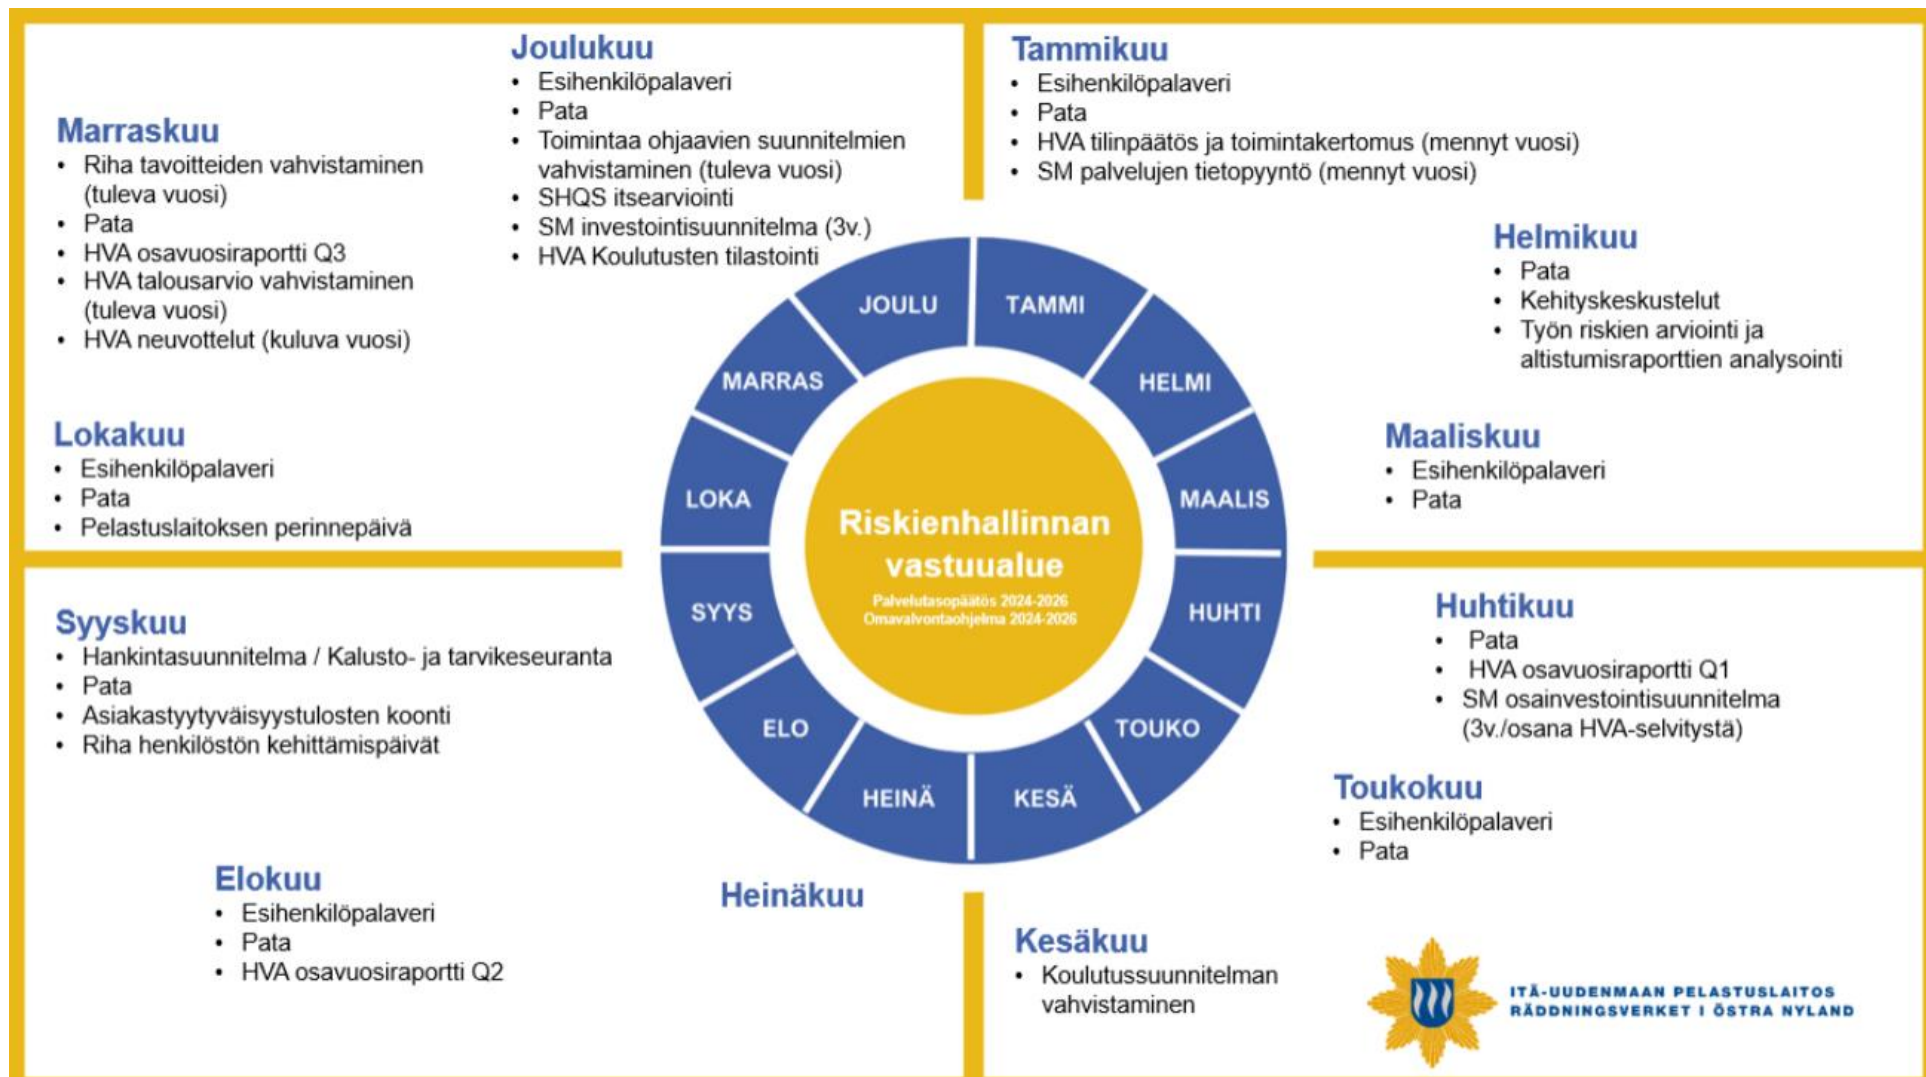 Joulukuu
• Esihenkilöpalaveri
• Pata
• Toimintaa ohjaavien suunnitelmien
vahvistaminen (tuleva vuosi)
• SHQS itsearviointi
• SM investointisuunnitelma (3v.)
• HVA Koulutusten tilastointi
Tammikuu
• Esihenkilöpalaveri
• Pata
• HVA tilinpäätös ja toimintakertomus (mennyt vuosi)
• SM palvelujen tietopyyntö (mennyt vuosi)
Marraskuu
• Riha tavoitteiden vahvistaminen
(tuleva vuosi)
• Pata
• HVA osavuosiraportti Q3
• HVA talousarvio vahvistaminen
(tuleva vuosi)
• HVA neuvottelut (kuluva vuosi)
Helmikuu
• Pata
• Kehityskeskustelut
• Työn riskien arviointi ja
altistumisraporttien analysointi
Lokakuu
• Esihenkilöpalaveri
• Pata
• Pelastuslaitoksen perinnepäivä
Maaliskuu
• Esihenkilöpalaveri
• Pata
JOULU
TAMMI
MARRAS
HELMI
LOKA
MAALIS
SYYS
HUHTI
ELO
TOUKO
HEINÄ
KESÄ
Riskienhallinnan
vastuualue
Palvelutasopäätös 2024-2026
Omavalvontaohjelma 2024-2026
Syyskuu
• Hankintasuunnitelma / Kalusto- ja tarvikeseuranta
• Pata
• Asiakastyytyväisyystulosten koonti
• Riha henkilöstön kehittämispäivät
Huhtikuu
• Pata
• HVA osavuosiraportti Q1
• SM osainvestointisuunnitelma
(3v./osana HVA-selvitystä)
Toukokuu
• Esihenkilöpalaveri
• Pata
Elokuu
• Esihenkilöpalaveri
• Pata
• HVA osavuosiraportti Q2
Heinäkuu
Kesäkuu
• Koulutussuunnitelman
vahvistaminen
ITÄ-UUDENMAAN PELASTUSLAITOS
RÄDDNINGSVERKET I ÖSTRA NYLAND